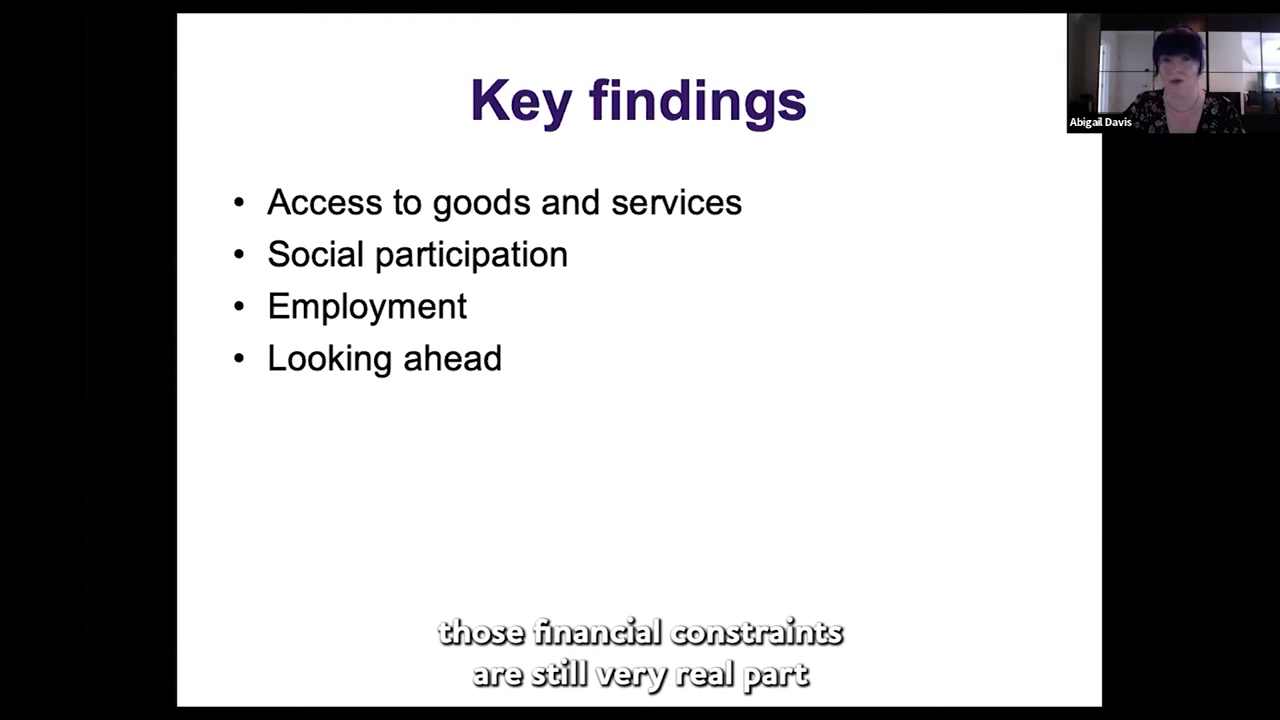 Key findings
Abigail Davis
• Access to goods and services
• Social participation
• Employment
• Looking ahead
those financial constraints
are still very real part